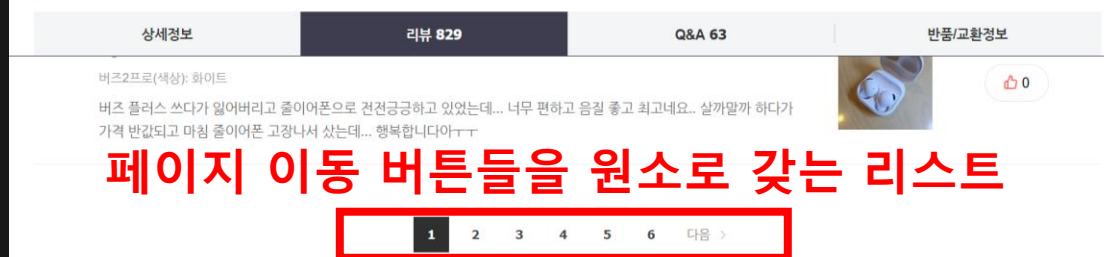 상세정보 리뷰 829 Q&A 63 반품/교환정보
버즈2프로(색상): 화이트
버즈 플러스 쓰다가 잃어버리고 줄이어폰으로 전전긍긍하고 있었는데... 너무 편하고 음질 좋고 최고네요.. 살까말까 하다가
가격 반값되고 마침 줄이어폰 고장나서 샀는데... 행복합니다아ㅜㅜ
0
페이지 이동 버튼들을 원소로 갖는 리스트
1 2 3 4 5 6 다음 >